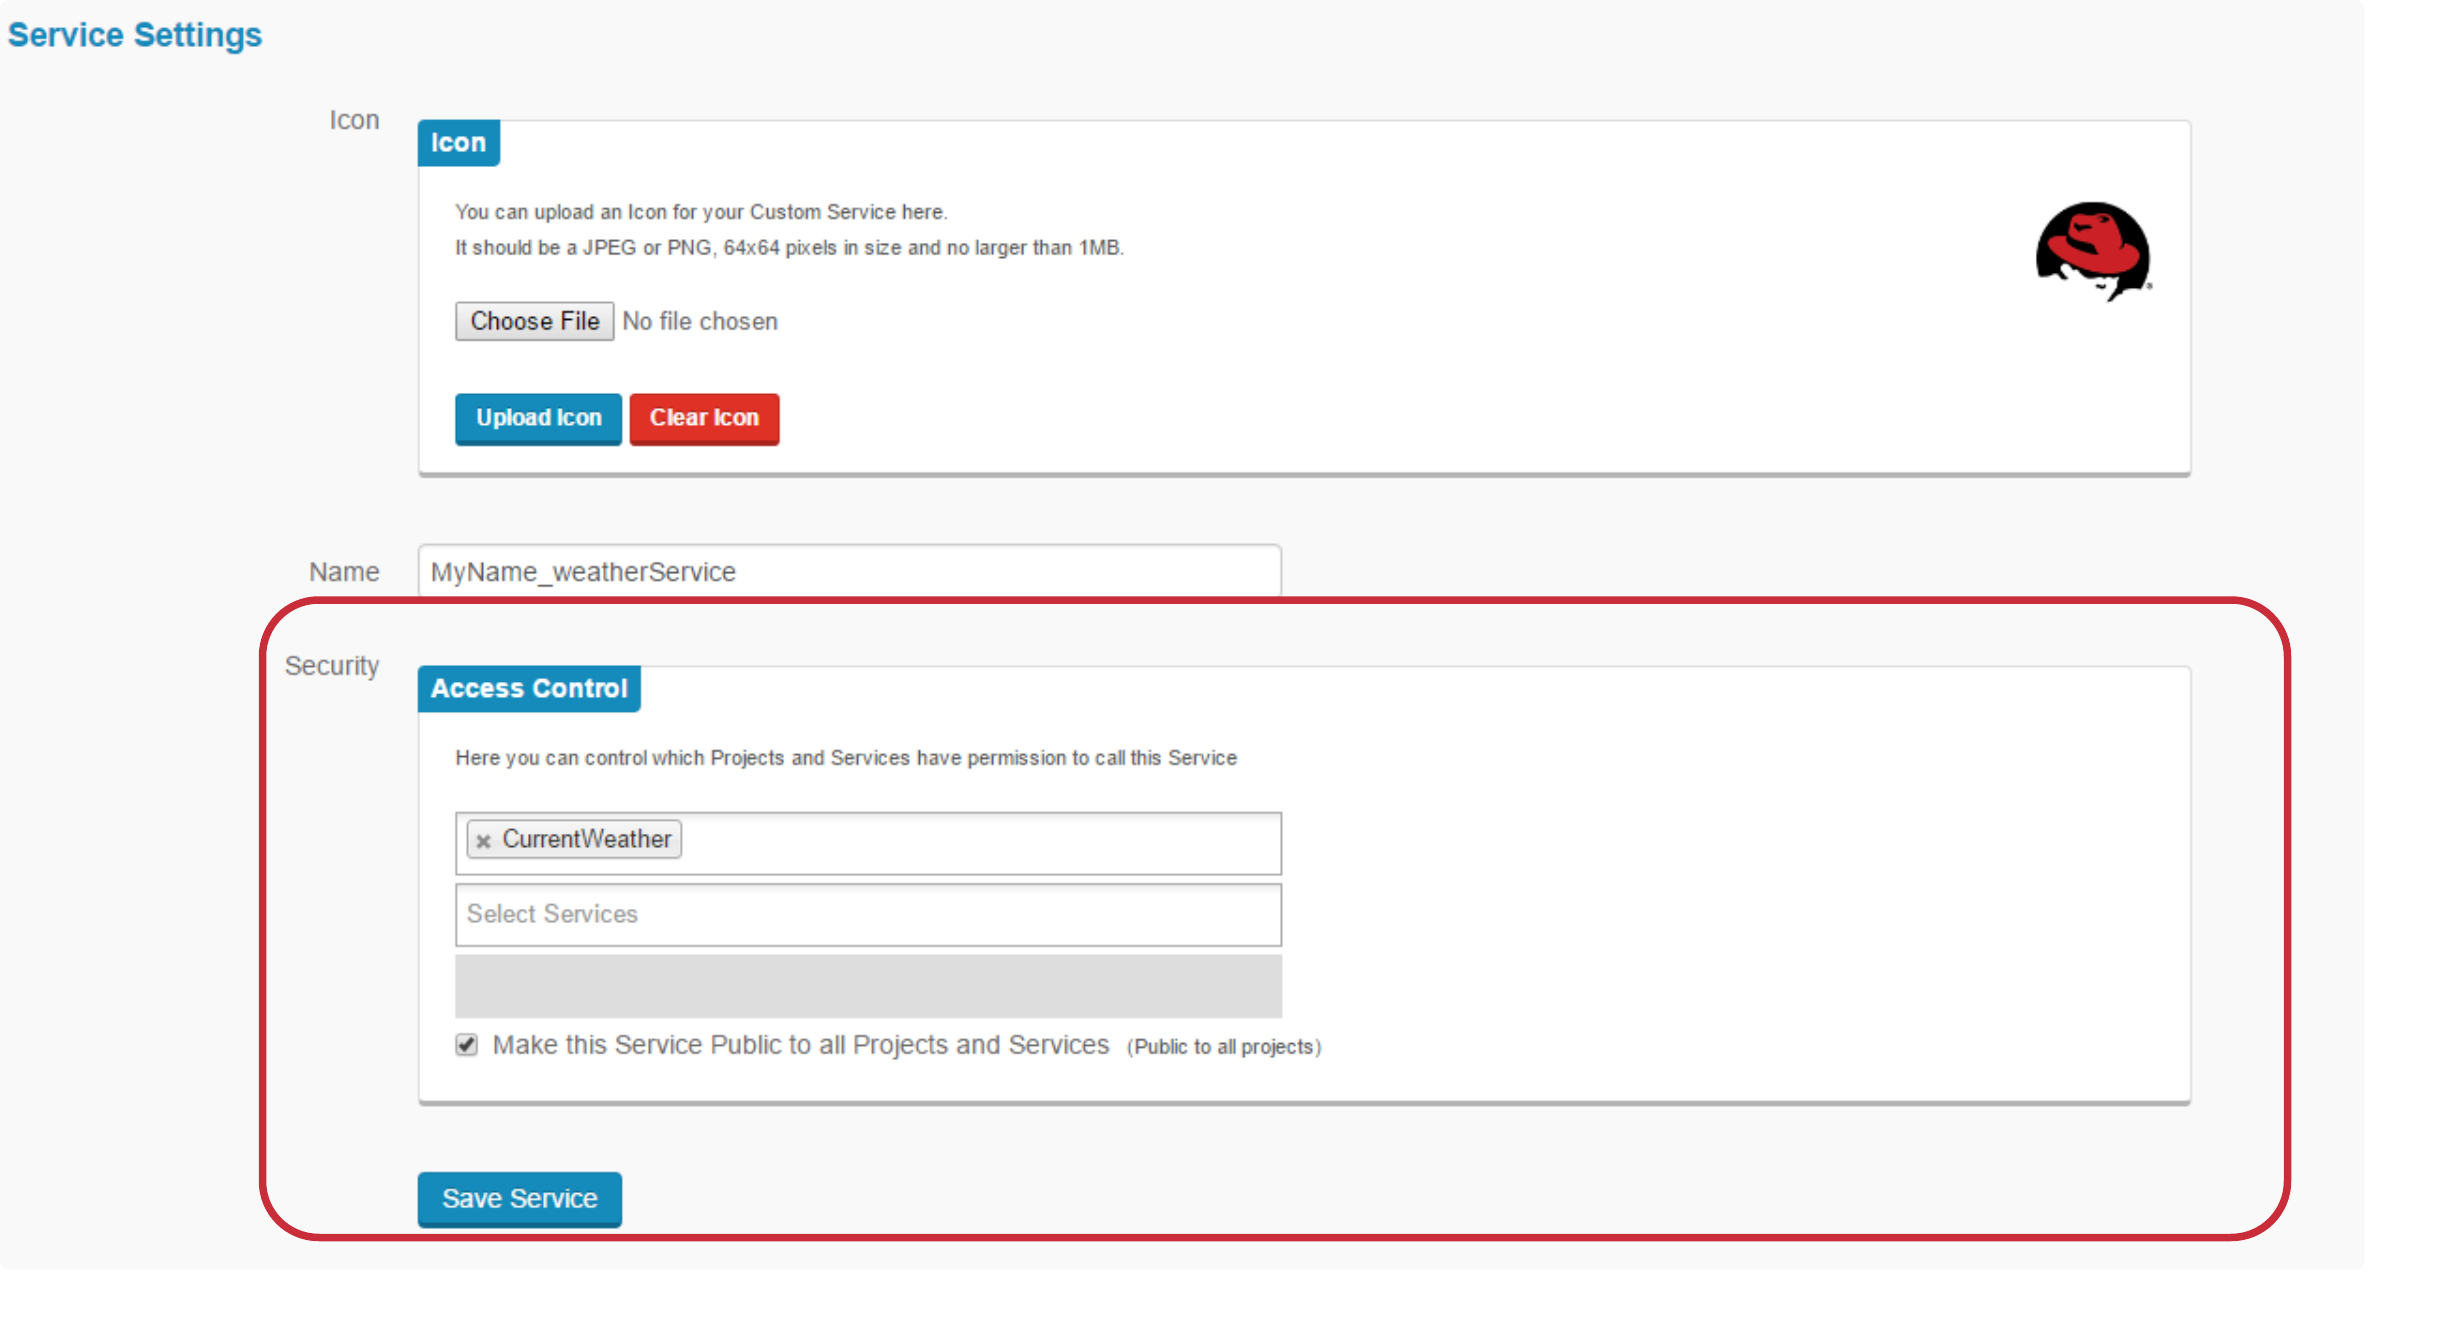 Service Settings
Icon
Icon
You can upload an Icon for your Custom Service here.
It should be a JPEG or PNG, 64x64 pixels in size and no larger than 1MB.
Choose File No file chosen
Upload Icon Clear Icon
Name MyName_weatherService
Security
Access Control
Here you can control which Projects and Services have permission to call this Service
CurrentWeather
Select Services
Make this Service Public to all Projects and Services (Public to all projects)
Save Service